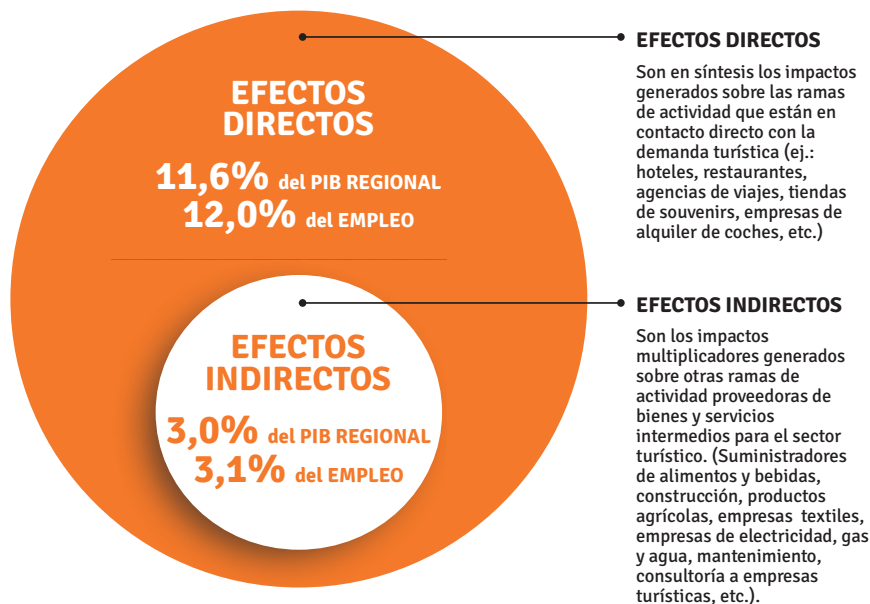 EFECTOS
DIRECTOS
11,6% del PIB REGIONAL
12,0% del EMPLEO
EFECTOS
INDIRECTOS
3,0% del PIB REGIONAL
3,1% del EMPLEO
EFECTOS DIRECTOS
Son en síntesis los impactos
generados sobre las ramas
de actividad que están en
contacto directo con la
demanda turística (ej.:
hoteles, restaurantes,
agencias de viajes, tiendas
de souvenirs, empresas de
alquiler de coches, etc.)
EFECTOS INDIRECTOS
Son los impactos
multiplicadores generados
sobre otras ramas de
actividad proveedoras de
bienes y servicios
intermedios para el sector
turístico. (Suministradores
de alimentos y bebidas,
construcción, productos
agrícolas, empresas textiles,
empresas de electricidad, gas
y agua, mantenimiento,
consultoría a empresas
turísticas, etc.).